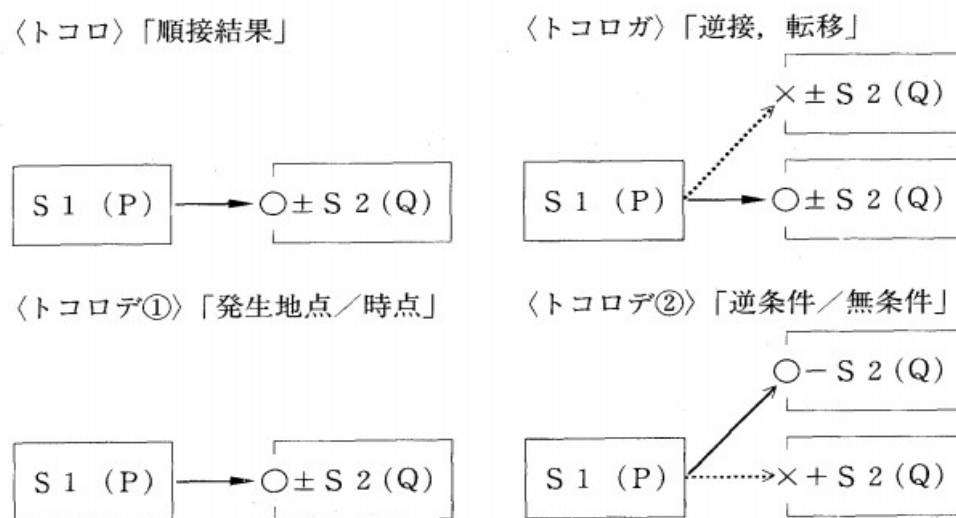 〈トコロ〉「順接結果」
〈トコロガ〉「逆接，転移」
×±S 2 (Q)
S 1 (P)
○±S 2 (Q)
S 1 (P)
○±S 2 (Q)
〈トコロデ①〉「発生地点／時点」
〈トコロデ②〉「逆条件／無条件」
○－S 2 (Q)
S 1 (P)
○±S 2 (Q)
S 1 (P)
×＋S 2 (Q)